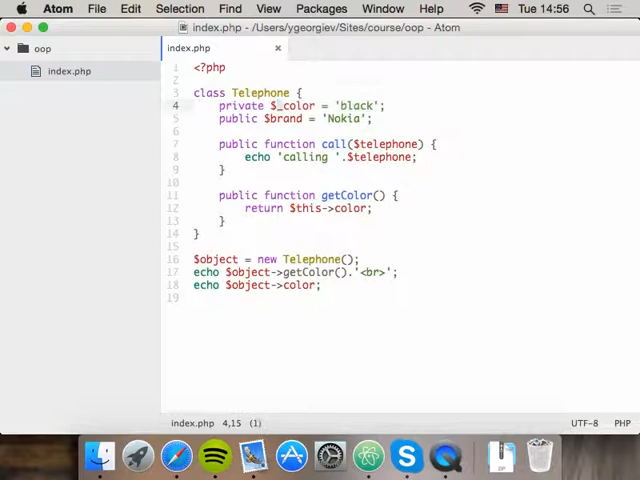 Atom File Edit View Selection Find Packages Window Help Tue 14:56
index.php - /Users/ygeorgiev/Sites/course/oop - Atom
oop
index.php
index.php
1 <?php
2
3 class Telephone {
4 private $_color = 'black';
5 public $brand = 'Nokia';
6
7 public function call($telephone) {
8 echo 'calling '.$telephone;
9 }
10
11 public function getColor() {
12 return $this->color;
13 }
14 }
15
16 $object = new Telephone();
17 echo $object->getColor().'<br>';
18 echo $object->color;
19
index.php 4,15 (1) UTF-8 PHP
ZIP